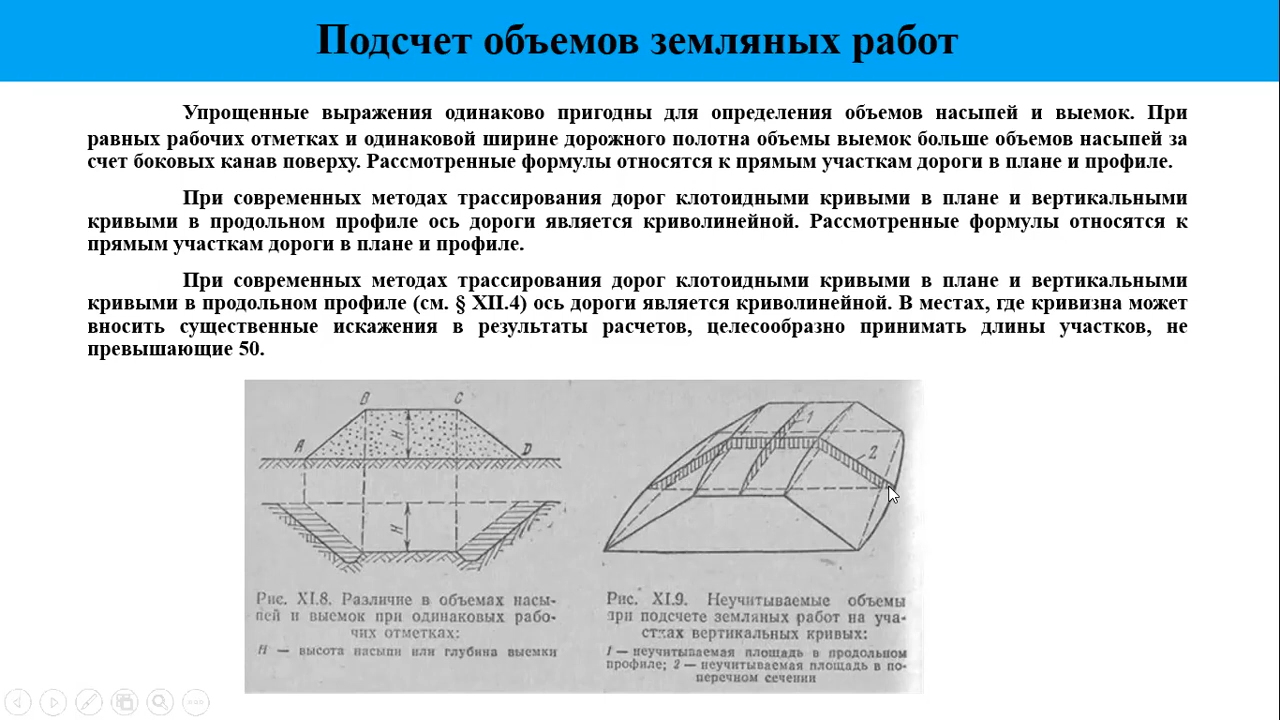 Подсчет объемов земляных работ
Упрощенные выражения одинаково пригодны для определения объемов насыпей и выемок. При
равных рабочих отметках и одинаковой ширине дорожного полотна объемы выемок больше объемов насыпей за
счет боковых канав поверху. Рассмотренные формулы относятся к прямым участкам дороги в плане и профиле.
При современных методах трассирования дорог клотоидными кривыми в плане и вертикальными
кривыми в продольном профиле ось дороги является криволинейной. Рассмотренные формулы относятся к
прямым участкам дороги в плане и профиле.
При современных методах трассирования дорог клотоидными кривыми в плане и вертикальными
кривыми в продольном профиле (см. § XII.4) ось дороги является криволинейной. В местах, где кривизна может
вносить существенные искажения в результаты расчетов, целесообразно принимать длины участков, не
превышающие 50.
B C
A H D
H
1
2
Рис. XI.8. Различие в объемах насы-
пей и выемок при одинаковых рабо-
чих отметках:
H — высота насыпи или глубина выемки
Рис. XI.9. Неучитываемые объемы
при подсчете земляных работ на уча-
стках вертикальных кривых:
1 — неучитываемая площадь в продольном
профиле; 2 — неучитываемая площадь в по-
перечном сечении